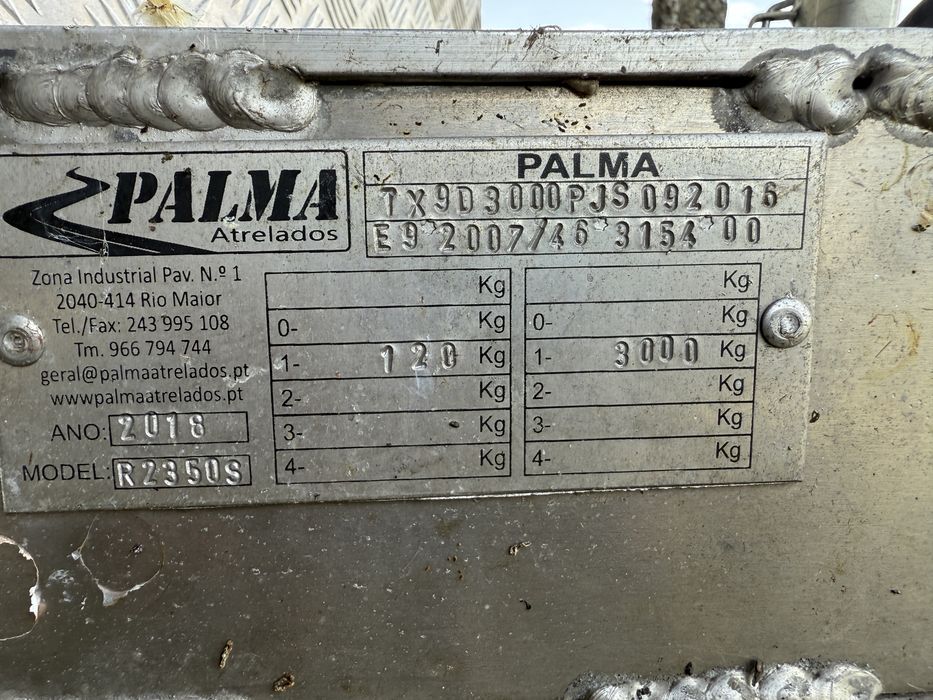 PALMA
Atrelados
Zona Industrial Pav. N.º 1
2040-414 Rio Maior
Tel./Fax: 243 995 108
Tm. 966 794 744
geral@palmaatrelados.pt
www.palmaatrelados.pt
ANO: 2018
MODEL: R2350S
PALMA
TX9D3000PJS092016
E9*2007/46*3154*00
Kg
0- Kg
1- 120 Kg
2- Kg
3- Kg
4- Kg
Kg
0- Kg
1- 3000 Kg
2- Kg
3- Kg
4- Kg